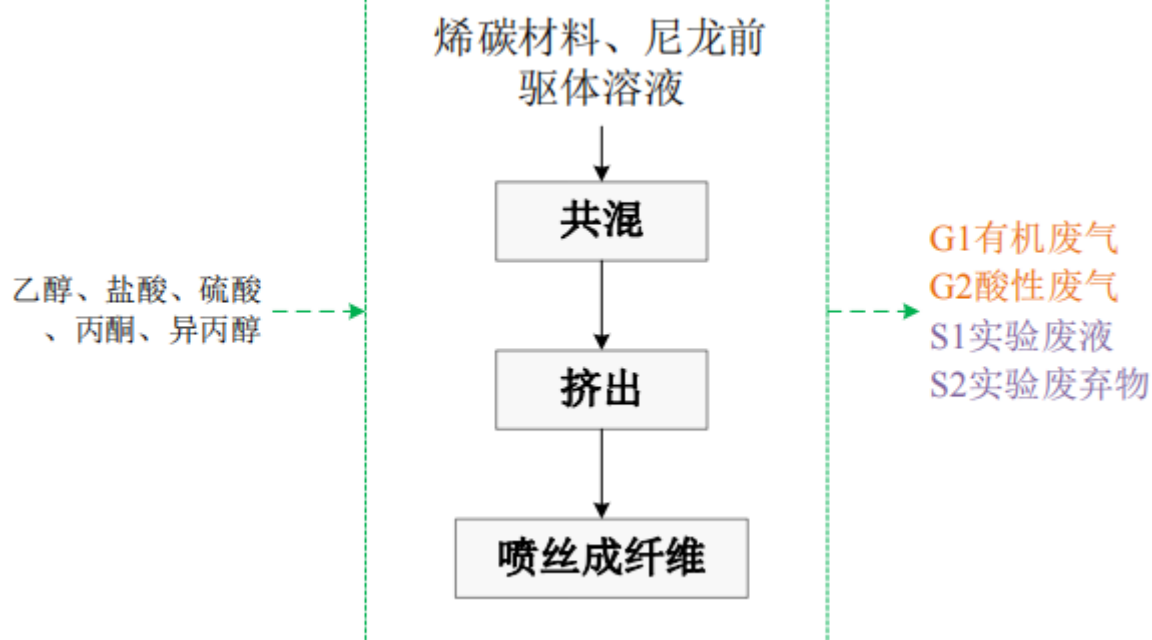 烯碳材料、尼龙前
驱体溶液
共混
乙醇、盐酸、硫酸
、丙酮、异丙醇
G1有机废气
G2酸性废气
S1实验废液
S2实验废弃物
挤出
喷丝成纤维